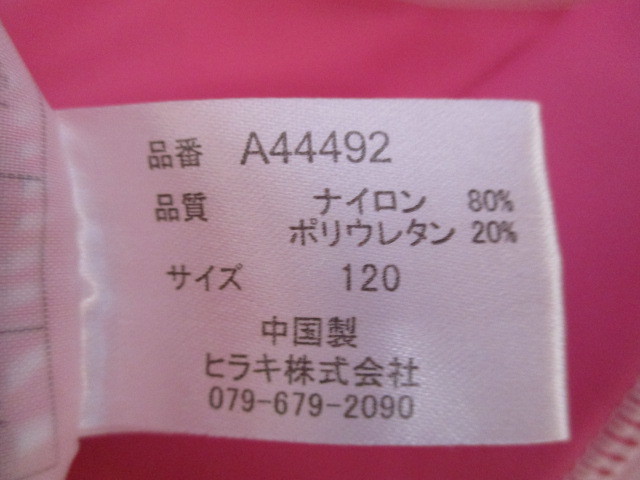 品番 A44492
品質 ナイロン 80%
ポリウレタン 20%
サイズ 120
中国製
ヒラキ株式会社
079-679-2090